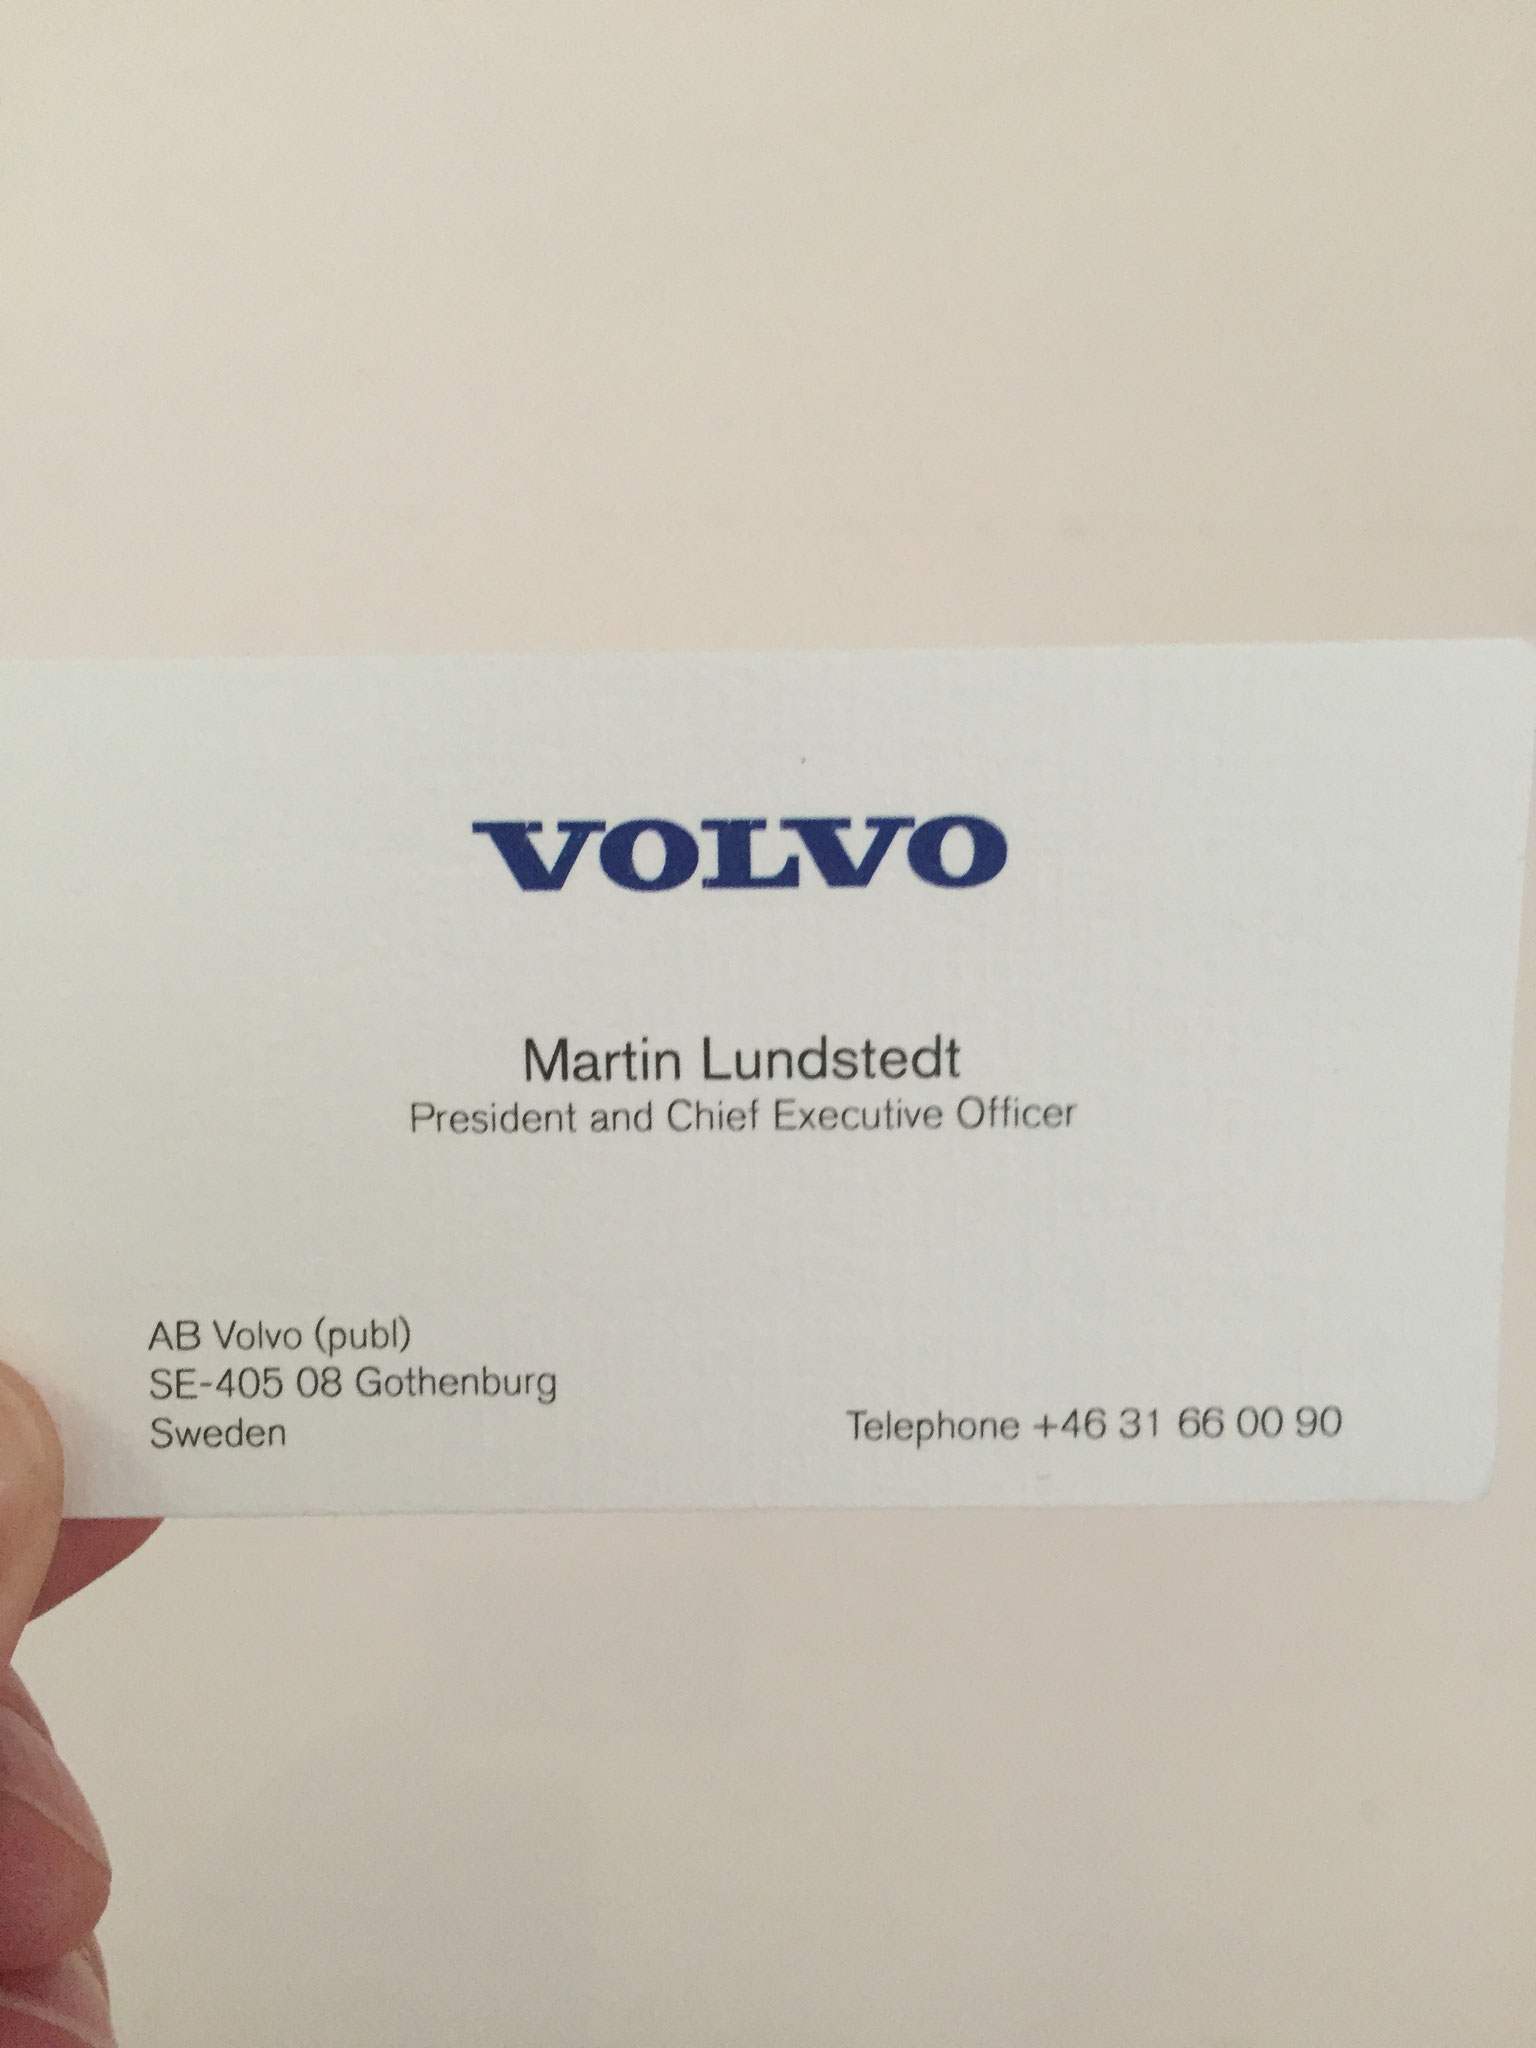 VOLVO
Martin Lundstedt
President and Chief Executive Officer
AB Volvo (publ)
SE-405 08 Gothenburg
Sweden
Telephone +46 31 66 00 90